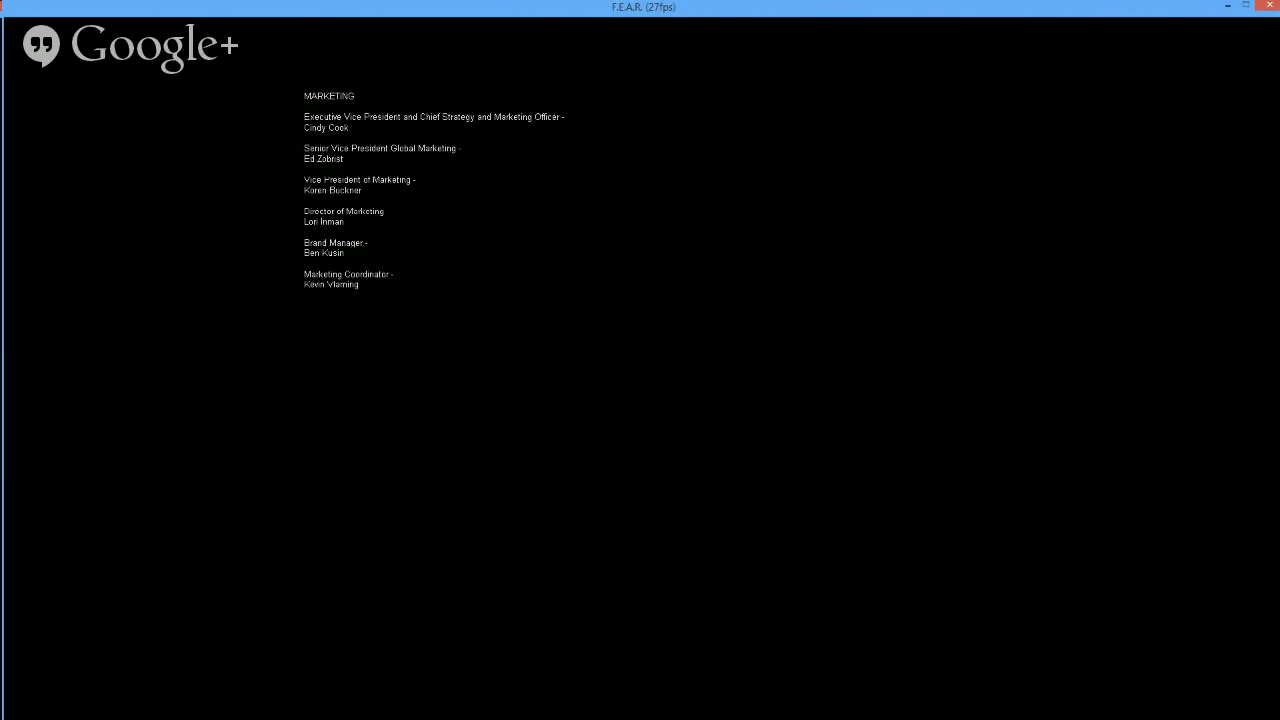 F.E.A.R. (27fps)
Google+
MARKETING
Executive Vice President and Chief Strategy and Marketing Officer -
Cindy Cook
Senior Vice President Global Marketing -
Ed Zobrist
Vice President of Marketing -
Koren Buckner
Director of Marketing
Lori Inman
Brand Manager -
Ben Kusin
Marketing Coordinator -
Kevin Vlaming